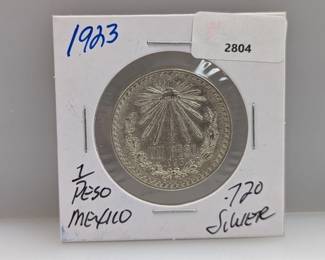 1923
2804
1
PESO
MEXICO
.720
SILVER